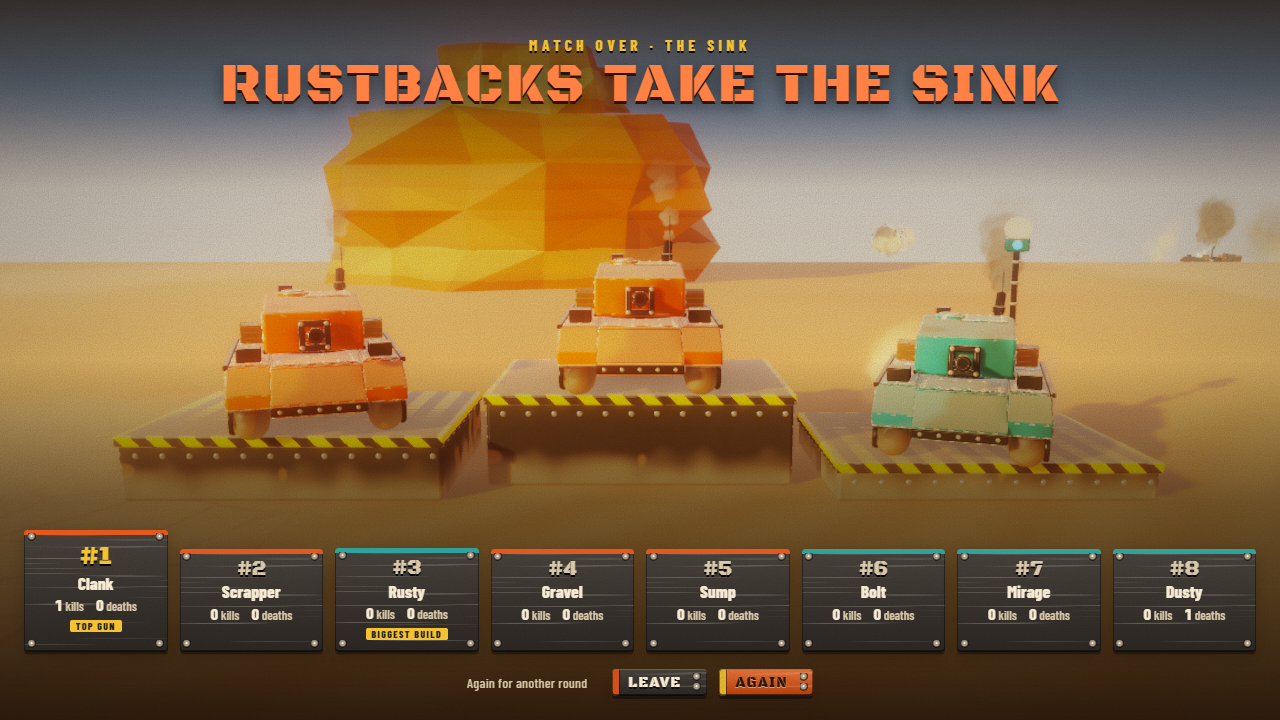 MATCH OVER · THE SINK
RUSTBACKS TAKE THE SINK
#1
Clank
1 kills 0 deaths
TOP GUN
#2
Scrapper
0 kills 0 deaths
#3
Rusty
0 kills 0 deaths
BIGGEST BUILD
#4
Gravel
0 kills 0 deaths
#5
Sump
0 kills 0 deaths
#6
Bolt
0 kills 0 deaths
#7
Mirage
0 kills 0 deaths
#8
Dusty
0 kills 1 deaths
Again for another round
LEAVE
AGAIN